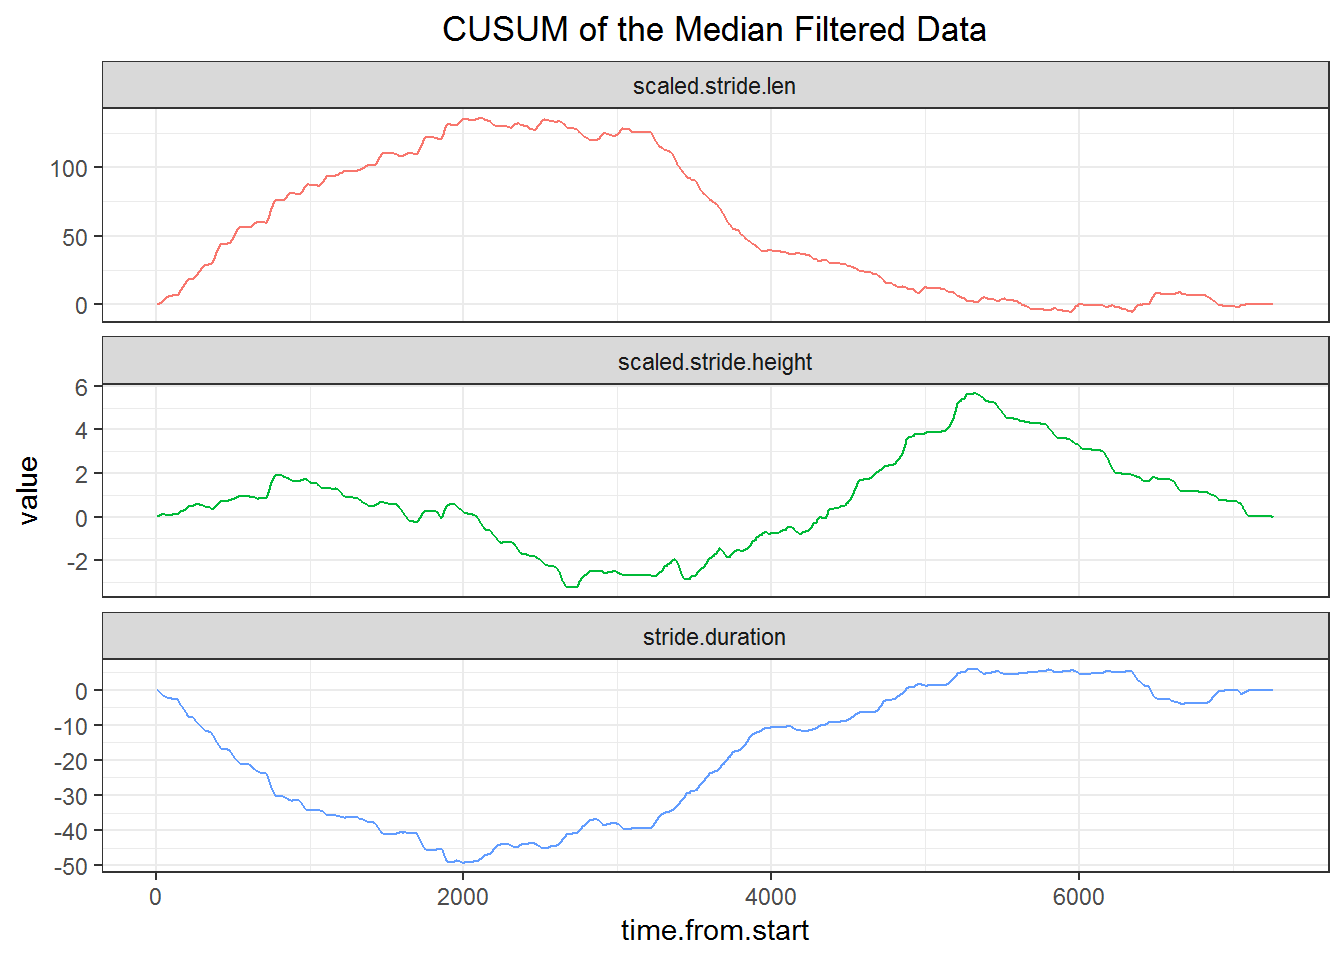 CUSUM of the Median Filtered Data
scaled.stride.len
100
50
0
scaled.stride.height
6
4
2
0
-2
value
stride.duration
0
-10
-20
-30
-40
-50
0 2000 4000 6000
time.from.start